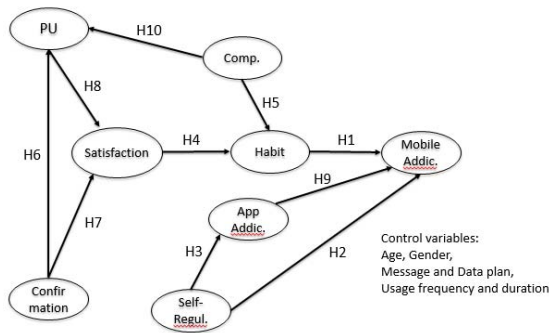 PU
H10
Comp.
H8
H5
H6
Satisfaction
H4
Habit
H1
Mobile
Addic.
H9
H7
App
Addic.
H3
H2
Control variables:
Age, Gender,
Message and Data plan,
Usage frequency and duration
Confir
mation
Self-
Regul.